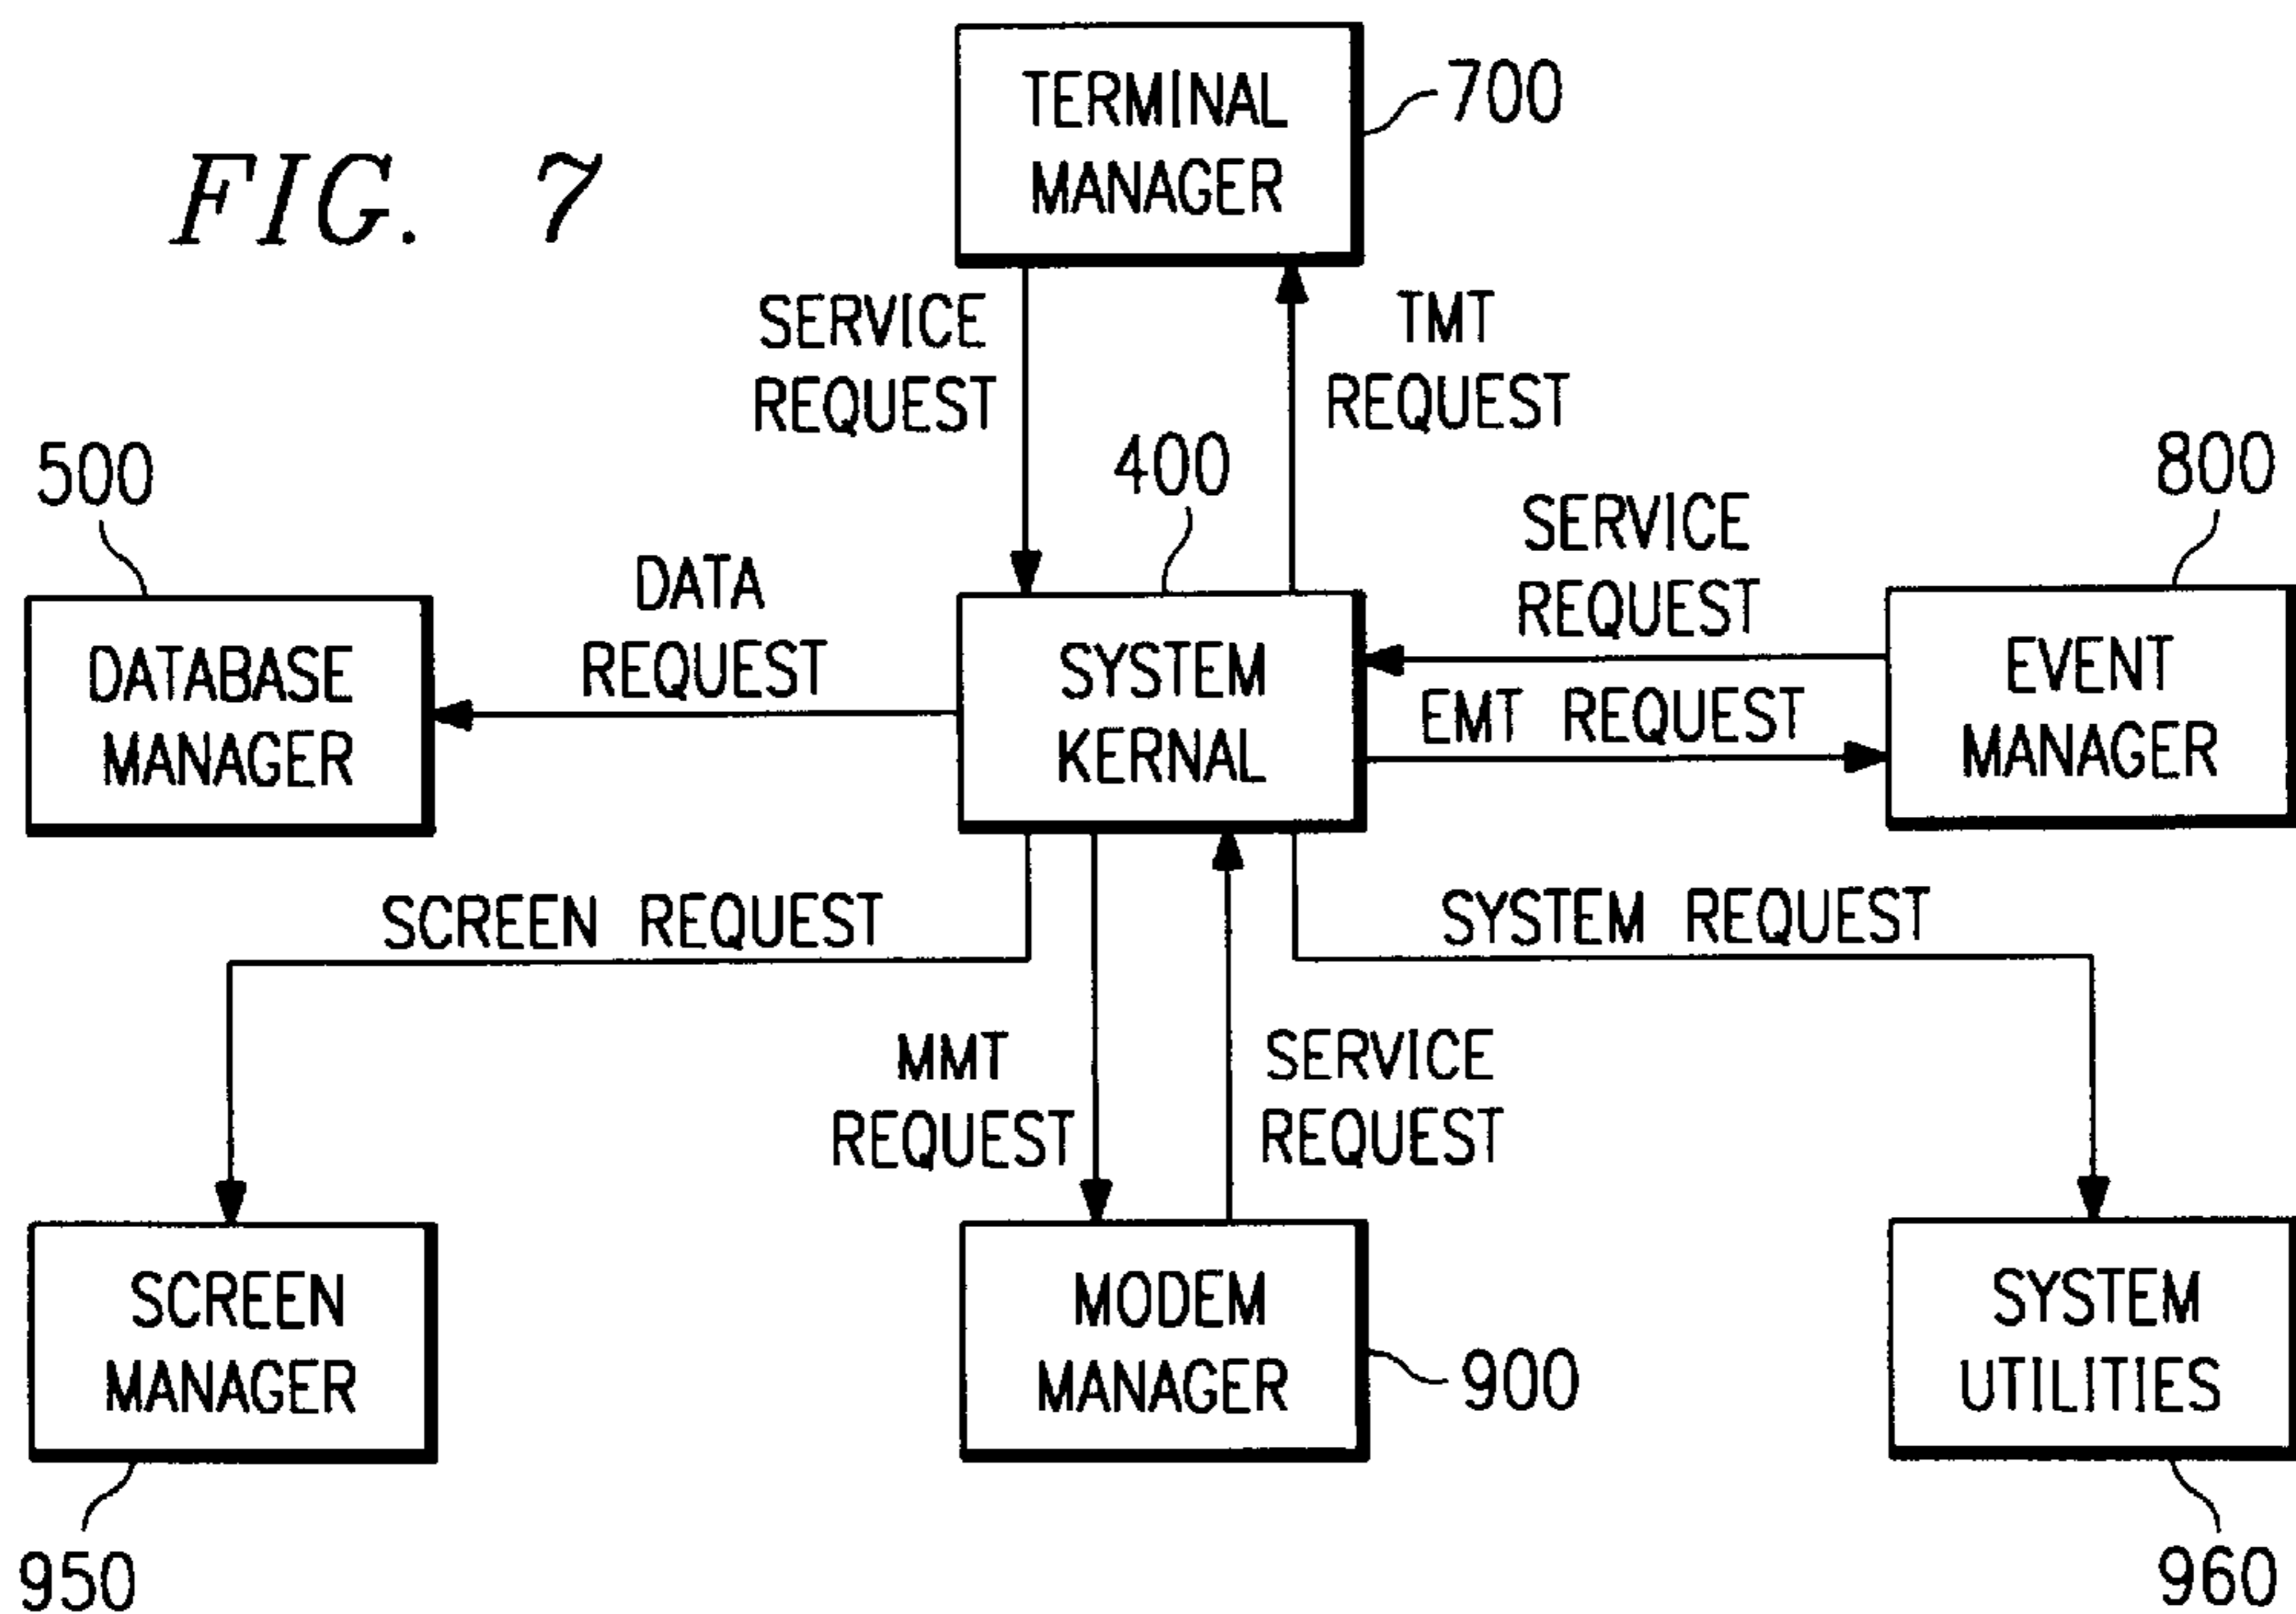 FIG. 7
TERMINAL
MANAGER
700
SERVICE
REQUEST
TMT
REQUEST
500
400
800
DATA
REQUEST
SERVICE
REQUEST
DATABASE
MANAGER
SYSTEM
KERNAL
EMT REQUEST
EVENT
MANAGER
SCREEN REQUEST
SYSTEM REQUEST
MMT
REQUEST
SERVICE
REQUEST
SCREEN
MANAGER
MODEM
MANAGER
900
SYSTEM
UTILITIES
950
960